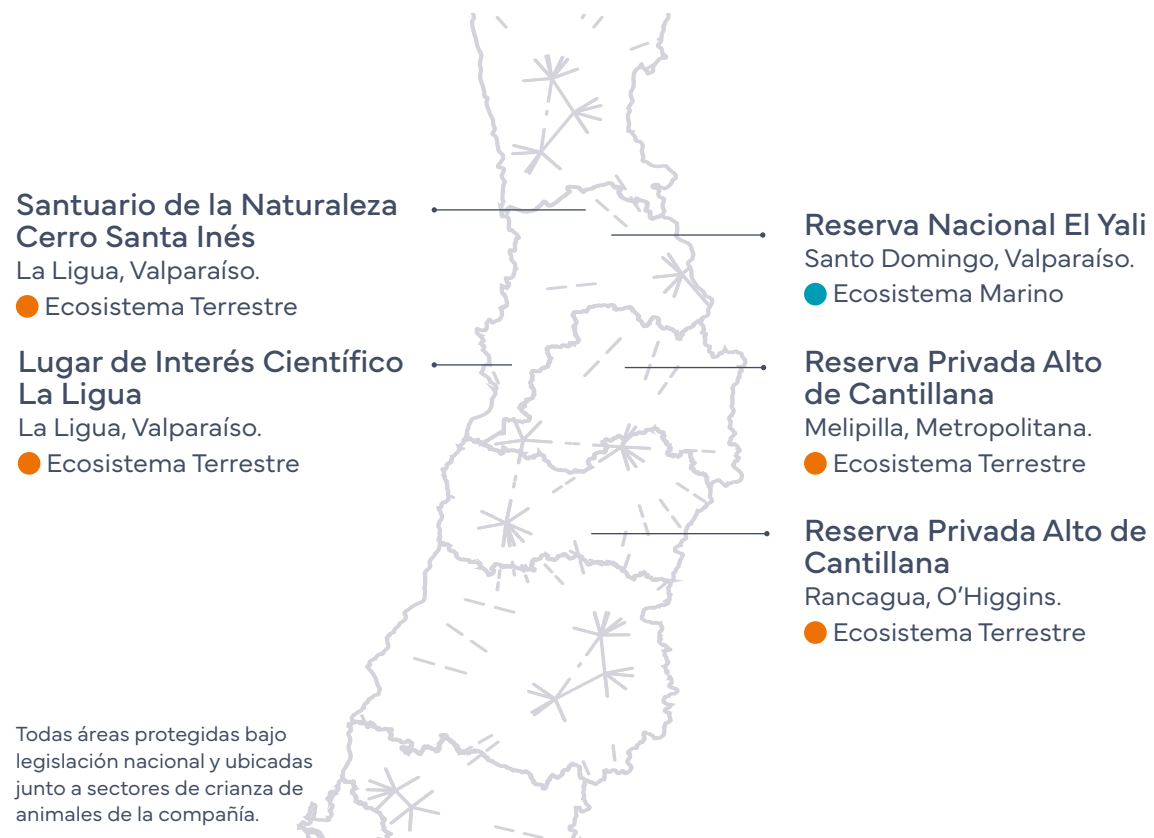 Santuario de la Naturaleza
Cerro Santa Inés
La Ligua, Valparaíso.
Ecosistema Terrestre
Lugar de Interés Científico
La Ligua
La Ligua, Valparaíso.
Ecosistema Terrestre
Reserva Nacional El Yali
Santo Domingo, Valparaíso.
Ecosistema Marino
Reserva Privada Alto
de Cantillana
Melipilla, Metropolitana.
Ecosistema Terrestre
Reserva Privada Alto de
Cantillana
Rancagua, O’Higgins.
Ecosistema Terrestre
Todas áreas protegidas bajo
legislación nacional y ubicadas
junto a sectores de crianza de
animales de la compañía.